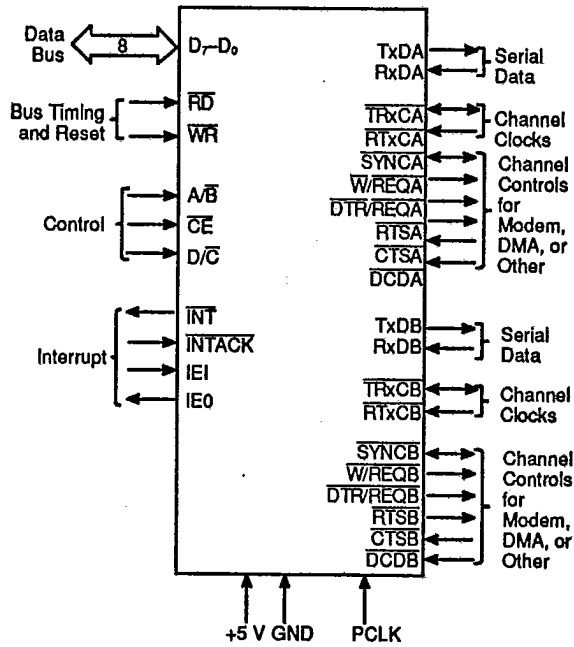 Data
Bus
8
D7–D0
Bus Timing
and Reset
RD
WR
Control
A/B
CE
D/C
Interrupt
INT
INTACK
IEI
IE0
TxDA
RxDA
Serial
Data
TRxCA
RTxCA
Channel
Clocks
SYNCA
W/REQA
DTR/REQA
RTSA
CTSA
DCDA
Channel
Controls
for
Modem,
DMA, or
Other
TxDB
RxDB
Serial
Data
TRxCB
RTxCB
Channel
Clocks
SYNCB
W/REQB
DTR/REQB
RTSB
CTSB
DCDB
Channel
Controls
for
Modem,
DMA, or
Other
+5 V GND
PCLK